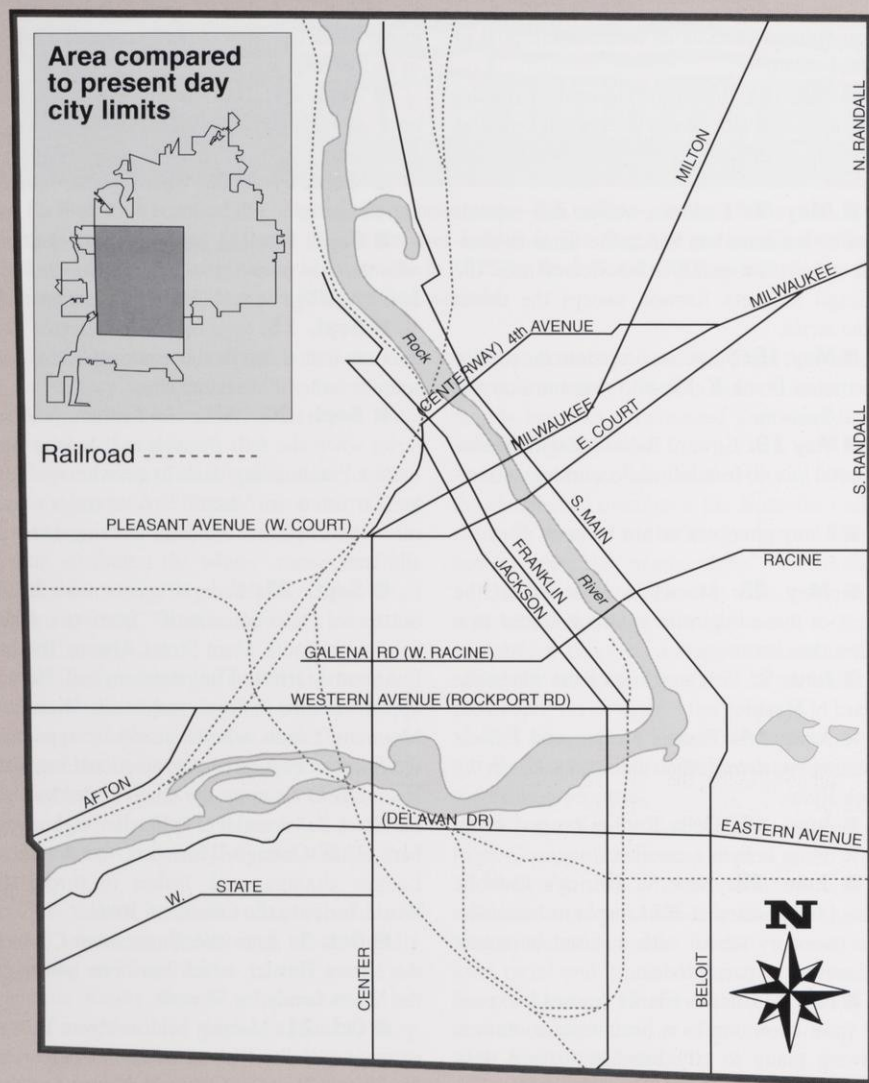 Area compared
to present day
city limits
Railroad
MILTON
N. RANDALL
Rock
(CENTERWAY) 4th AVENUE
MILWAUKEE
MILWAUKEE
E. COURT
S. RANDALL
PLEASANT AVENUE (W. COURT)
S. MAIN
FRANKLIN
JACKSON
River
RACINE
GALENA RD (W. RACINE)
WESTERN AVENUE (ROCKPORT RD)
AFTON
(DELAVAN DR)
EASTERN AVENUE
W. STATE
CENTER
BELOIT
N